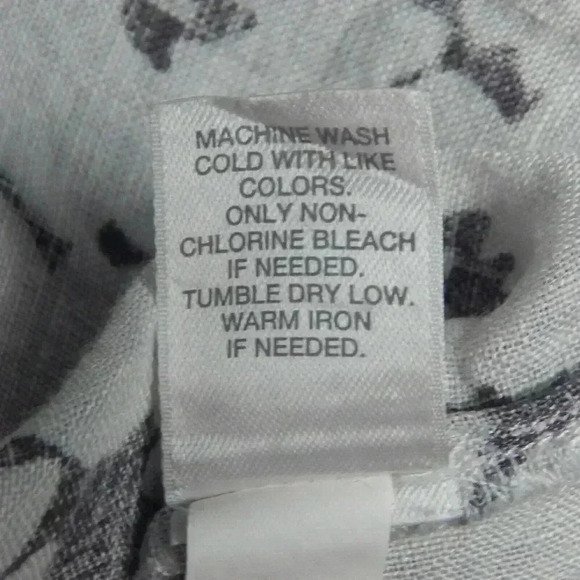 MACHINE WASH
COLD WITH LIKE
COLORS.
ONLY NON-
CHLORINE BLEACH
IF NEEDED.
TUMBLE DRY LOW.
WARM IRON
IF NEEDED.